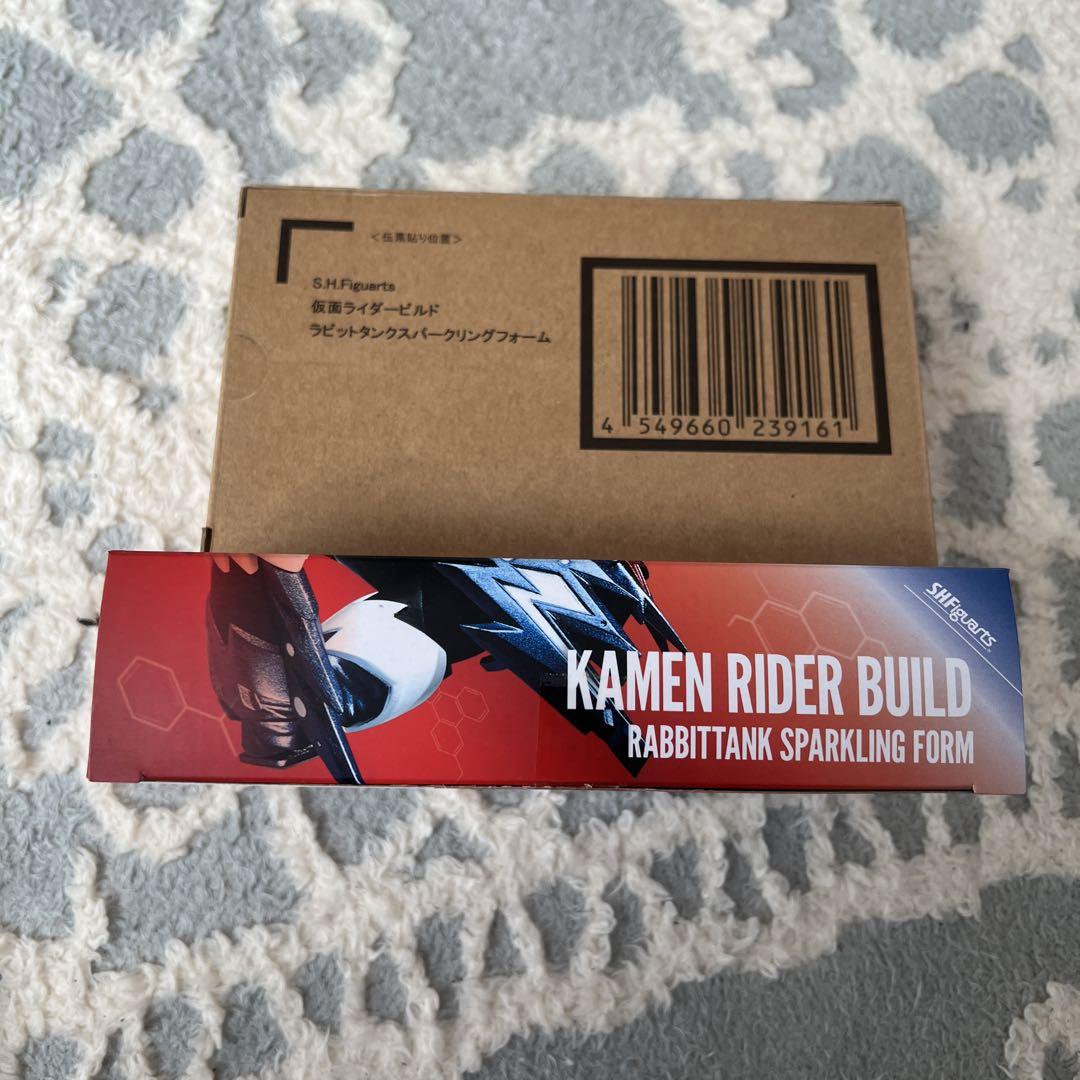 <伝票貼り位置>
S.H.Figuarts
仮面ライダービルド
ラビットタンクスパークリングフォーム
4 549660 239161
S.H.Figuarts
KAMEN RIDER BUILD
RABBITTANK SPARKLING FORM